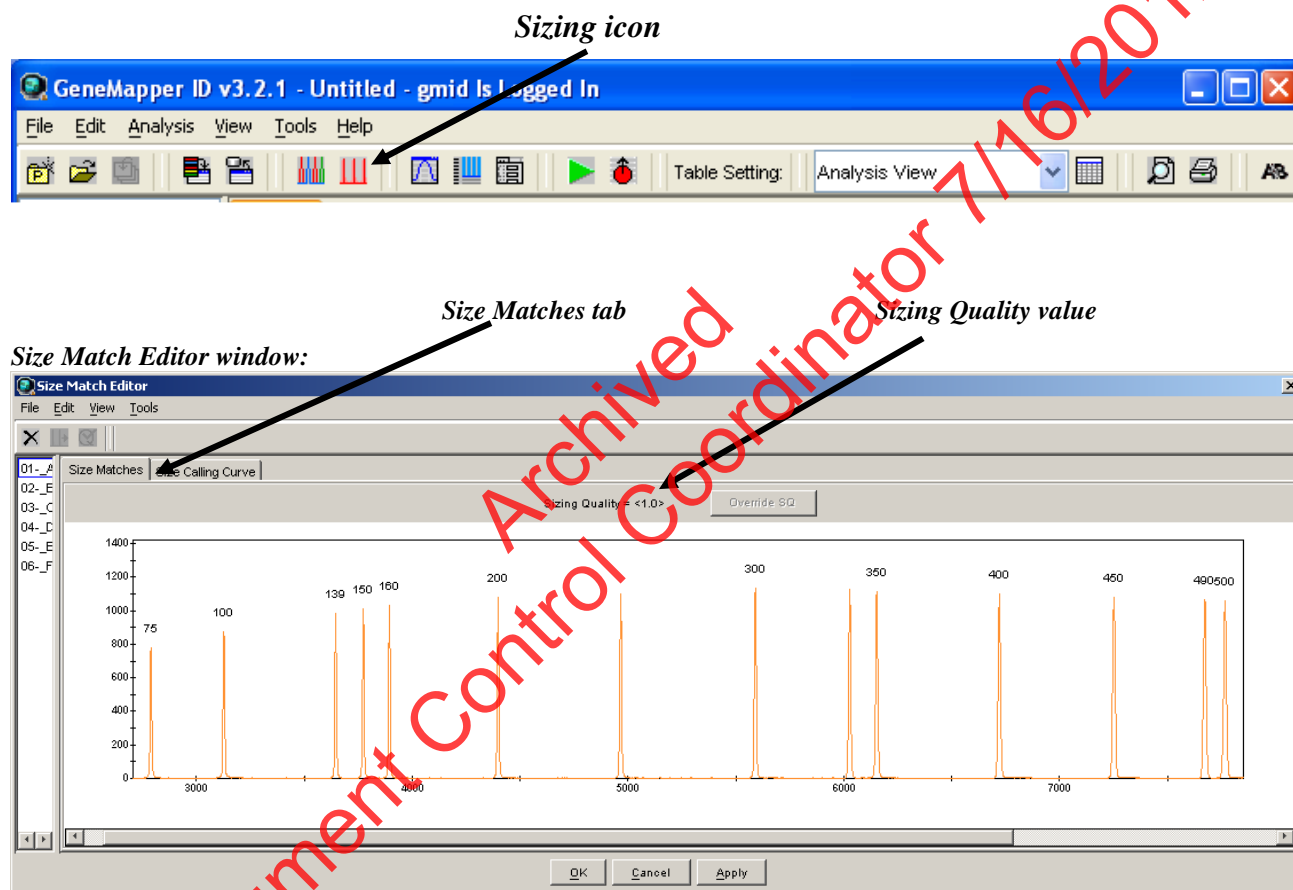 Sizing icon
GeneMapper ID v3.2.1 - Untitled - gmid Is Logged In
File Edit Analysis View Tools Help
Table Setting: Analysis View
Size Matches tab
Sizing Quality value
Size Match Editor window:
Size Match Editor
File Edit View Tools
Size Matches Size Calling Curve
01-_A
02-_E
03-_C
04-_D
05-_E
06-_F
Sizing Quality = <1.0> Override SQ
1400
1200
1000
800
600
400
200
0
75 100 139 150 160 200 300 350 400 450 490 500
3000 4000 5000 6000 7000
OK Cancel Apply
Archived
Control Coordinator 7/16/201